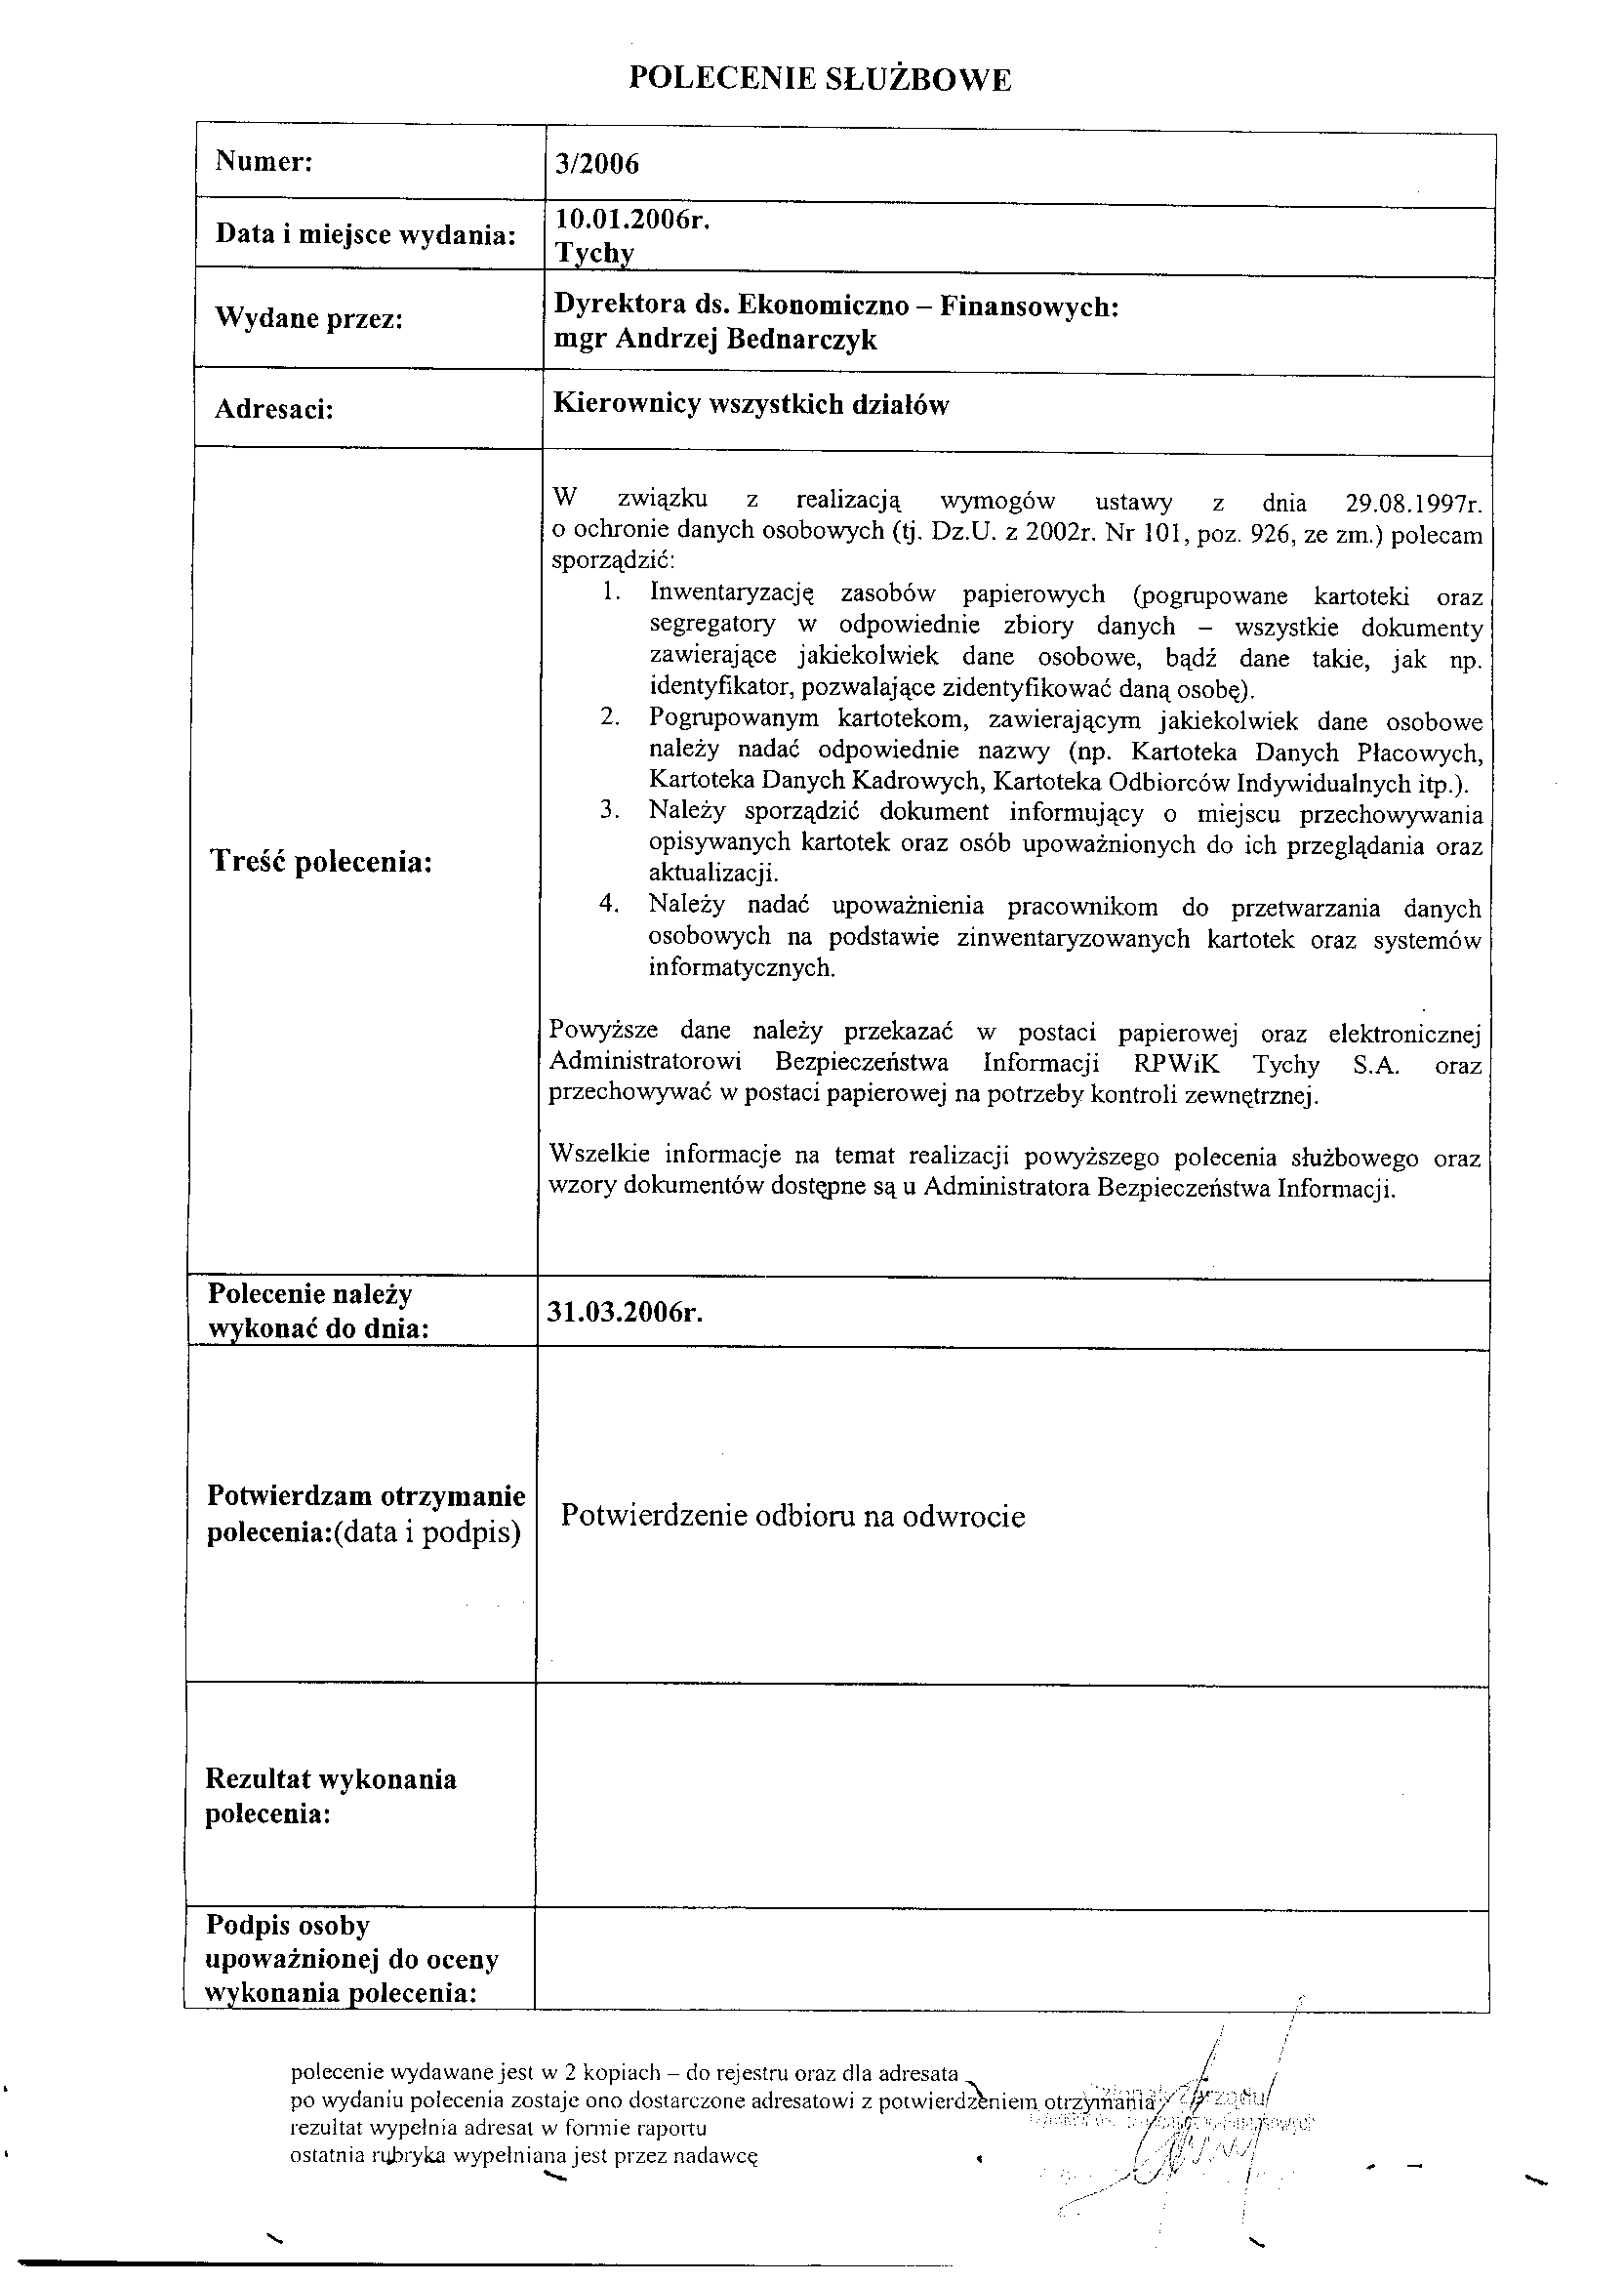 POLECENIE SŁUŻBOWE
Numer:
3/2006
Data i miejsce wydania:
10.01.2006r.
Tychy
Wydane przez:
Dyrektora ds. Ekonomiczno – Finansowych:
mgr Andrzej Bednarczyk
Adresaci:
Kierownicy wszystkich działów
Treść polecenia:
W związku z realizacją wymogów ustawy z dnia 29.08.1997r.
o ochronie danych osobowych (tj. Dz.U. z 2002r. Nr 101, poz. 926, ze zm.) polecam
sporządzić:
1. Inwentaryzację zasobów papierowych (pogrupowane kartoteki oraz
segregatory w odpowiednie zbiory danych – wszystkie dokumenty
zawierające jakiekolwiek dane osobowe, bądź dane takie, jak np.
identyfikator, pozwalające zidentyfikować daną osobę).
2. Pogrupowanym kartotekom, zawierającym jakiekolwiek dane osobowe
należy nadać odpowiednie nazwy (np. Kartoteka Danych Płacowych,
Kartoteka Danych Kadrowych, Kartoteka Odbiorców Indywidualnych itp.).
3. Należy sporządzić dokument informujący o miejscu przechowywania
opisywanych kartotek oraz osób upoważnionych do ich przeglądania oraz
aktualizacji.
4. Należy nadać upoważnienia pracownikom do przetwarzania danych
osobowych na podstawie zinwentaryzowanych kartotek oraz systemów
informatycznych.
Powyższe dane należy przekazać w postaci papierowej oraz elektronicznej
Administratorowi Bezpieczeństwa Informacji RPWiK Tychy S.A. oraz
przechowywać w postaci papierowej na potrzeby kontroli zewnętrznej.
Wszelkie informacje na temat realizacji powyższego polecenia służbowego oraz
wzory dokumentów dostępne są u Administratora Bezpieczeństwa Informacji.
Polecenie należy
wykonać do dnia:
31.03.2006r.
Potwierdzam otrzymanie
polecenia:(data i podpis)
Potwierdzenie odbioru na odwrocie
Rezultat wykonania
polecenia:
Podpis osoby
upoważnionej do oceny
wykonania polecenia:
polecenie wydawane jest w 2 kopiach – do rejestru oraz dla adresata
po wydaniu polecenia zostaje ono dostarczone adresatowi z potwierdzeniem otrzymania
rezultat wypełnia adresat w formie raportu
ostatnia rubryka wypełniana jest przez nadawcę